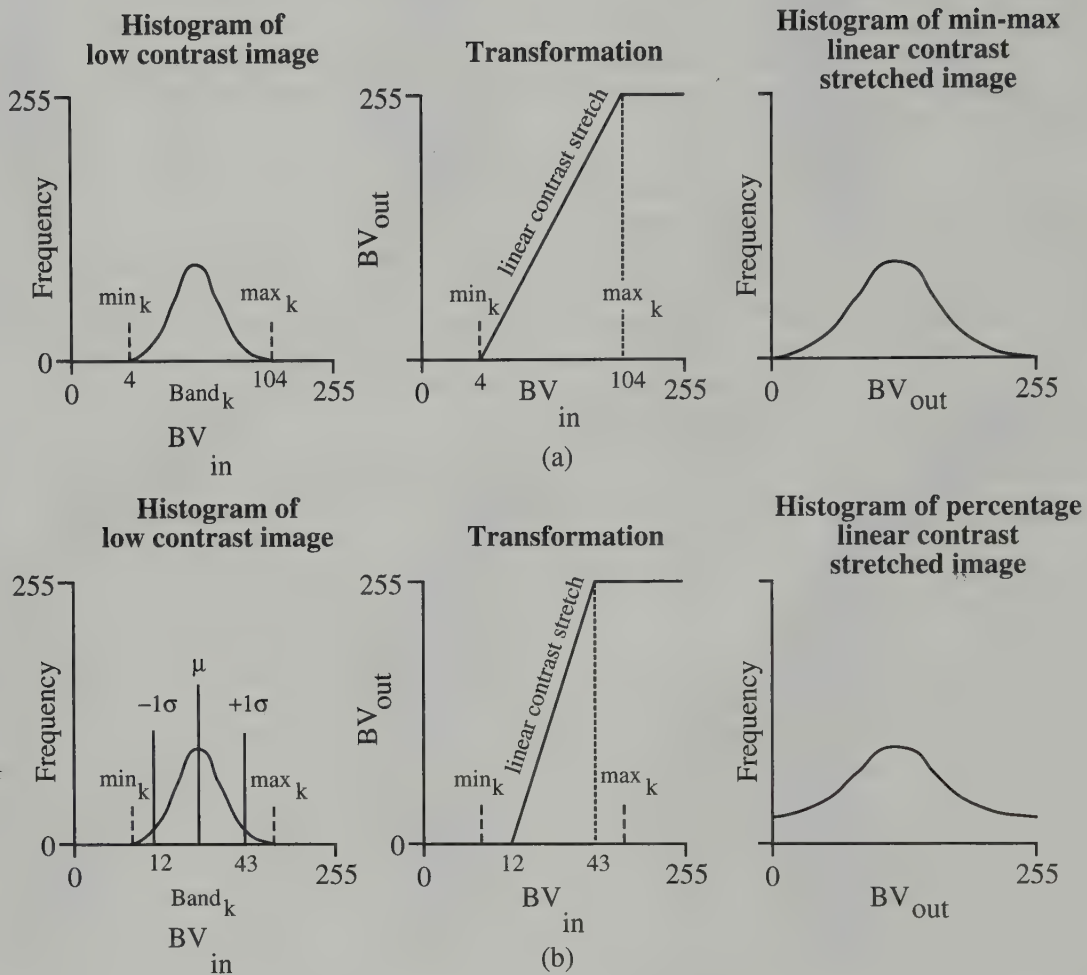 Histogram of
low contrast image
255
Frequency
0
min k
max k
0
4
Band k
104
255
BV in
Transformation
255
BV out
linear contrast stretch
min k
max k
0
0
4
BV in
104
255
Histogram of min-max
linear contrast
stretched image
Frequency
0
BV out
255
(a)
Histogram of
low contrast image
255
Frequency
0
μ
−1σ
+1σ
min k
max k
0
12
43
255
Band k
BV in
Transformation
255
BV out
linear contrast stretch
min k
max k
0
0
12
43
255
BV in
Histogram of percentage
linear contrast
stretched image
Frequency
0
BV out
255
(b)